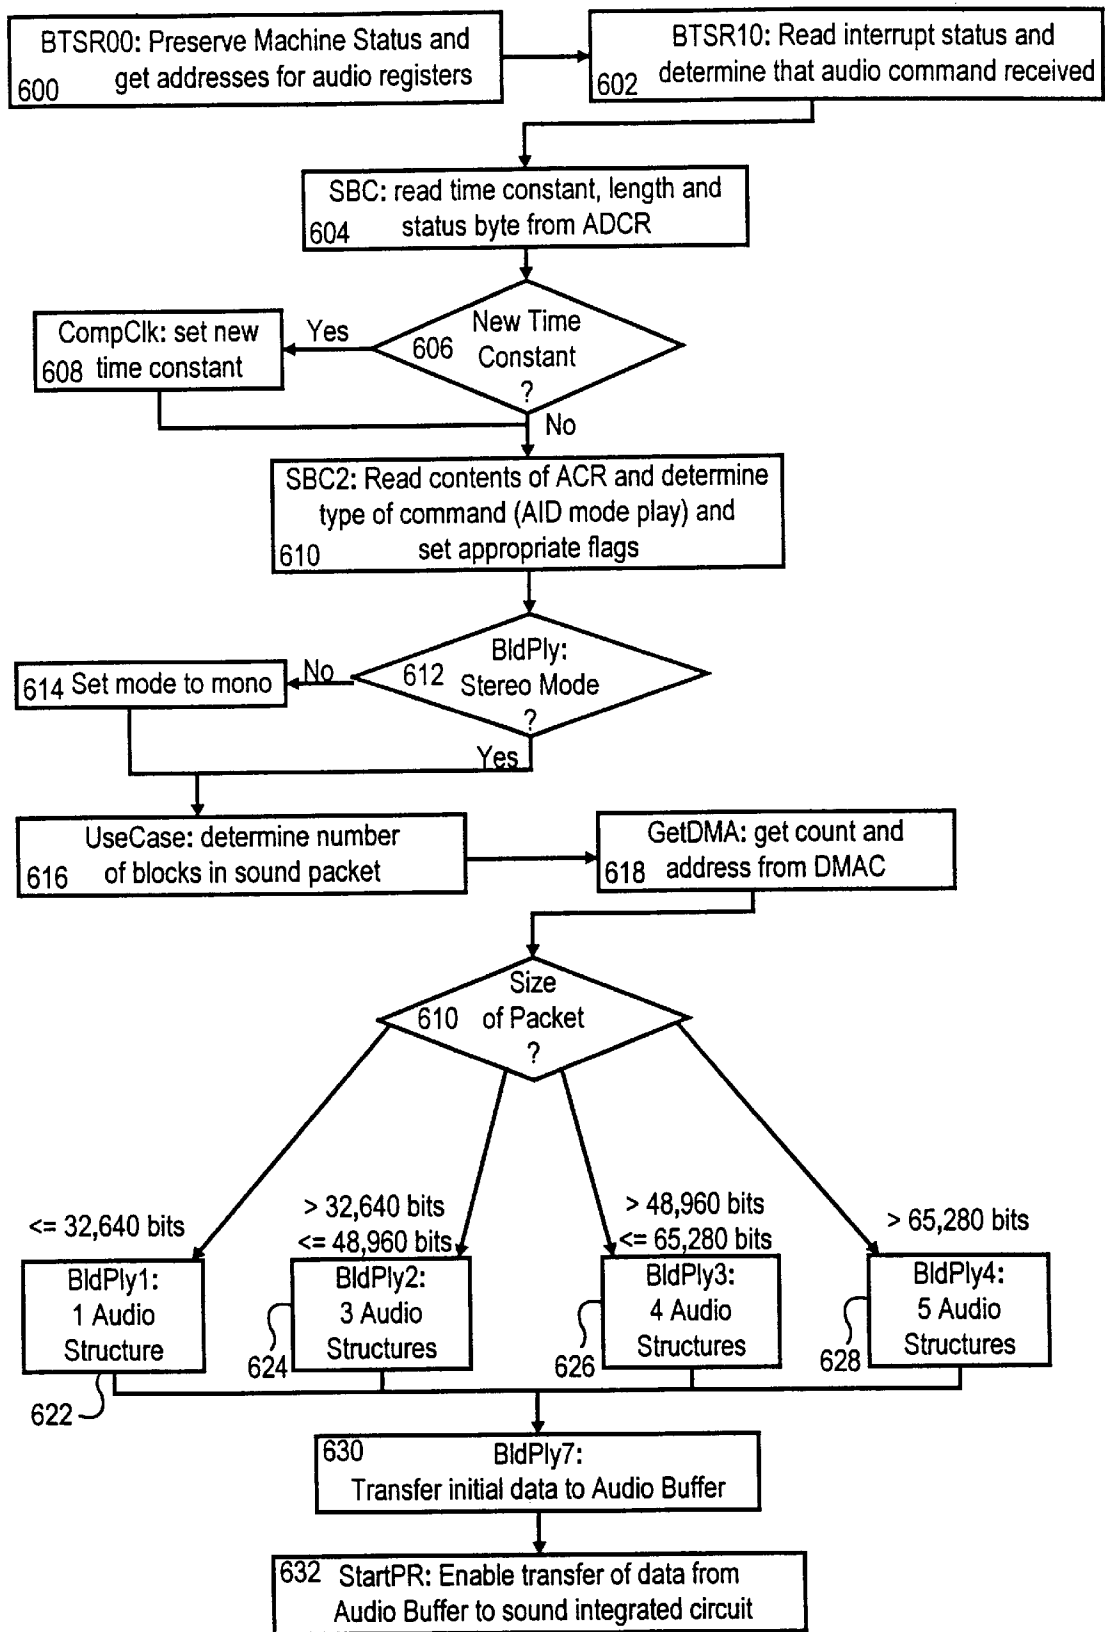 BTSR00: Preserve Machine Status and
get addresses for audio registers
600
BTSR10: Read interrupt status and
determine that audio command received
602
SBC: read time constant, length and
status byte from ADCR
604
New Time
606 Constant
?
Yes
No
CompClk: set new
608 time constant
SBC2: Read contents of ACR and determine
type of command (AID mode play) and
610 set appropriate flags
BldPly:
612 Stereo Mode
?
No
Yes
614 Set mode to mono
UseCase: determine number
616 of blocks in sound packet
GetDMA: get count and
618 address from DMAC
Size
610 of Packet
?
<= 32,640 bits
> 32,640 bits
<= 48,960 bits
> 48,960 bits
<= 65,280 bits
> 65,280 bits
BldPly1:
1 Audio
Structure
622
BldPly2:
3 Audio
Structures
624
BldPly3:
4 Audio
Structures
626
BldPly4:
5 Audio
Structures
628
630 BldPly7:
Transfer initial data to Audio Buffer
632 StartPR: Enable transfer of data from
Audio Buffer to sound integrated circuit